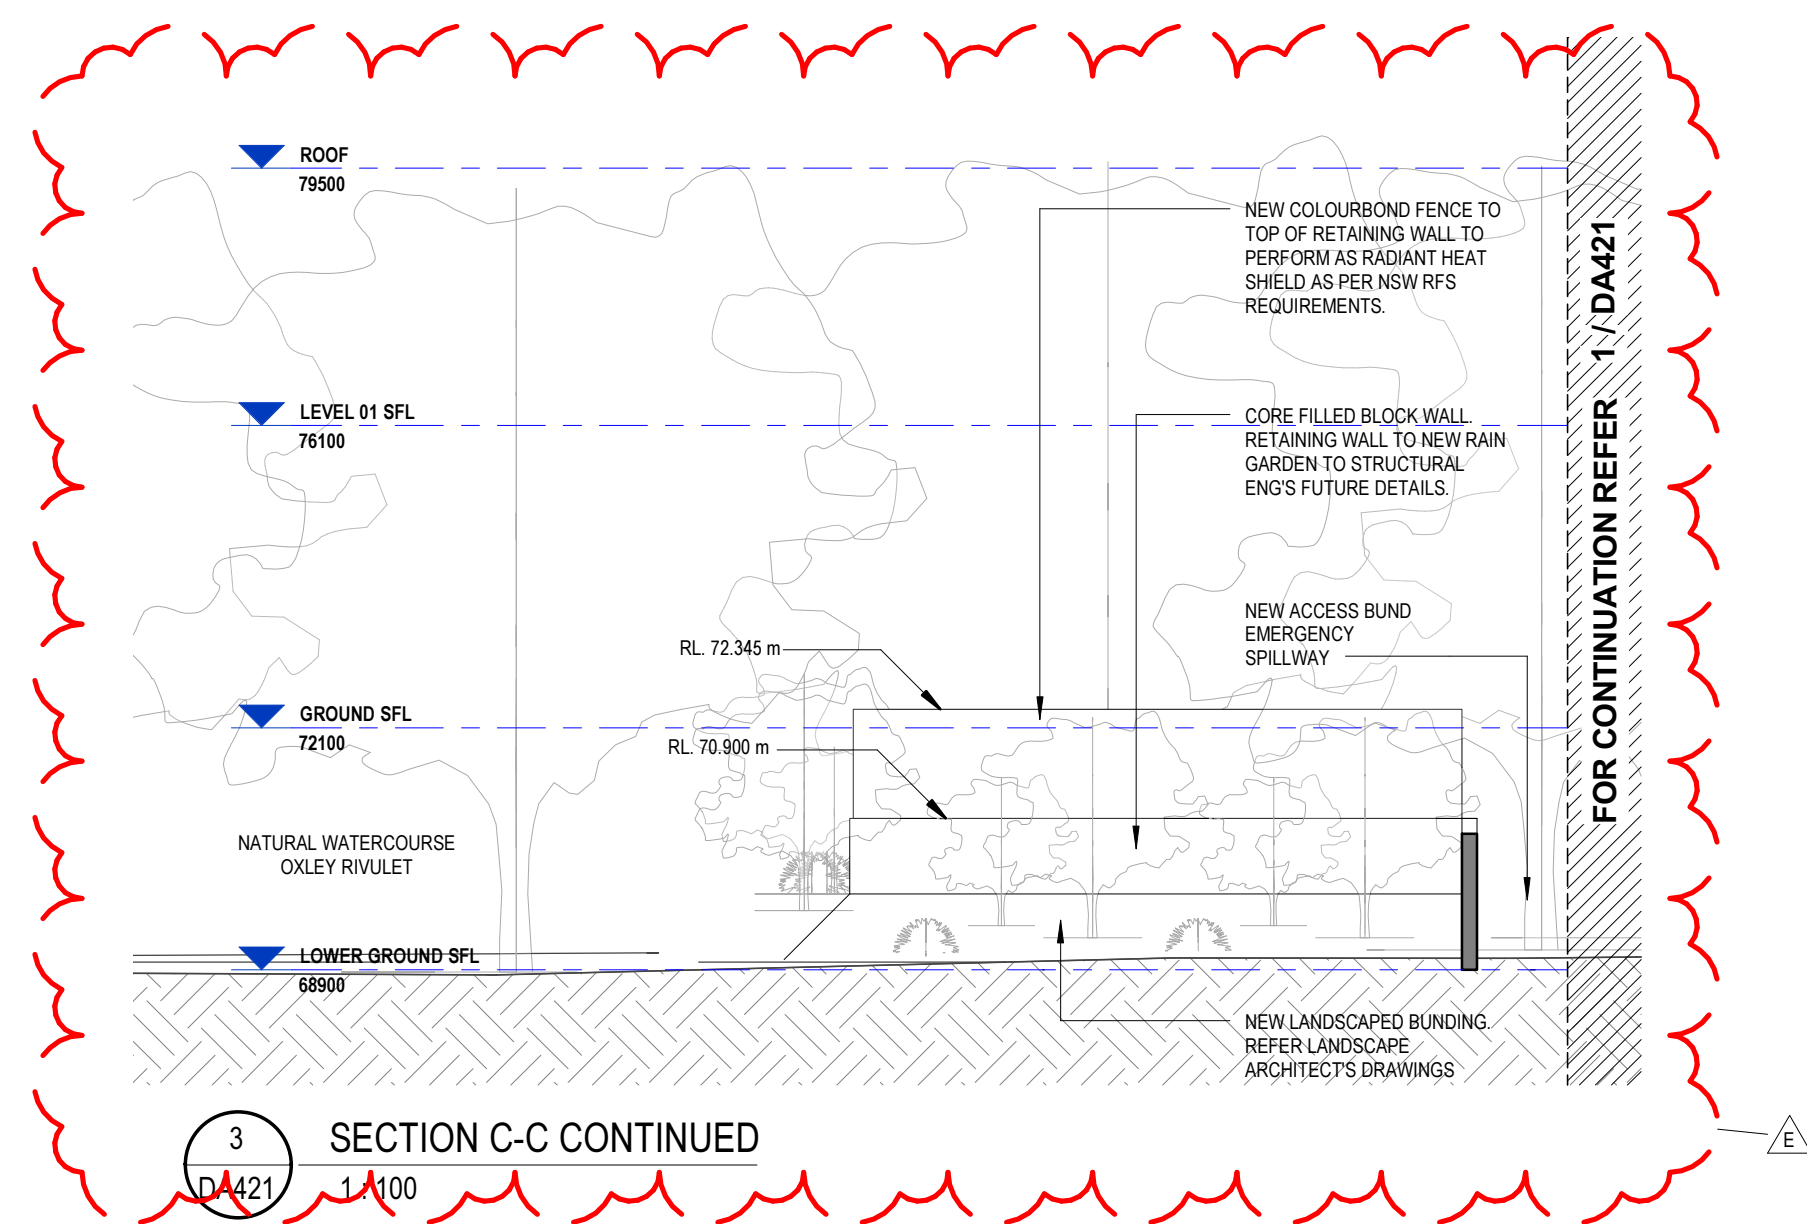 ROOF
79500
NEW COLOURBOND FENCE TO
TOP OF RETAINING WALL TO
PERFORM AS RADIANT HEAT
SHIELD AS PER NSW RFS
REQUIREMENTS.
LEVEL 01 SFL
76100
CORE FILLED BLOCK WALL.
RETAINING WALL TO NEW RAIN
GARDEN TO STRUCTURAL
ENG'S FUTURE DETAILS.
NEW ACCESS BUND
EMERGENCY
SPILLWAY
RL. 72.345 m
GROUND SFL
72100
RL. 70.900 m
NATURAL WATERCOURSE
OXLEY RIVULET
LOWER GROUND SFL
68900
NEW LANDSCAPED BUNDING.
REFER LANDSCAPE
ARCHITECT'S DRAWINGS
FOR CONTINUATION REFER 1 / DA421
3
DA421
SECTION C-C CONTINUED
1 : 100
E